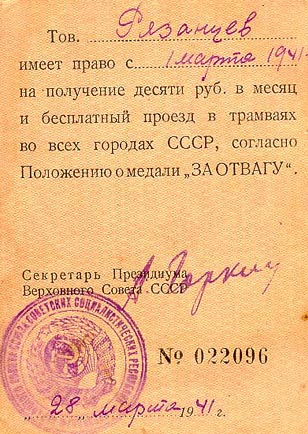 Тов. Рязанцев
имеет право с 1 марта 1941 г.
на получение десяти руб. в месяц
и бесплатный проезд в трамваях
во всех городах СССР, согласно
Положению о медали „ЗА ОТВАГУ".
Секретарь Президиума
Верховного Совета СССР
А. Горкин
№ 022096
„28„ марта 1941 г.